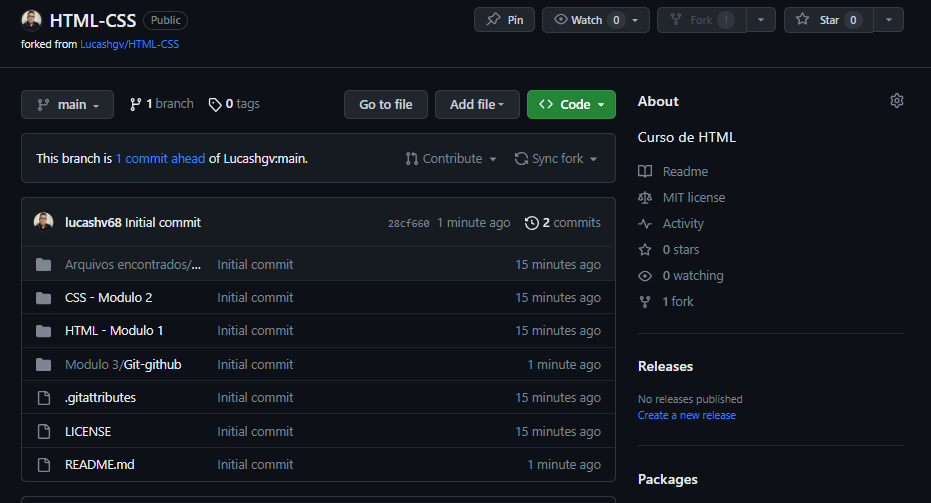 HTML-CSS Public Pin Watch 0 Fork 1 Star 0
forked from Lucashgv/HTML-CSS
main 1 branch 0 tags Go to file Add file Code
This branch is 1 commit ahead of Lucashgv:main. Contribute Sync fork
lucashv68 Initial commit 28cf660 1 minute ago 2 commits
Arquivos encontrados/... Initial commit 15 minutes ago
CSS - Modulo 2 Initial commit 15 minutes ago
HTML - Modulo 1 Initial commit 15 minutes ago
Modulo 3/Git-github Initial commit 1 minute ago
.gitattributes Initial commit 15 minutes ago
LICENSE Initial commit 15 minutes ago
README.md Initial commit 1 minute ago
About
Curso de HTML
Readme
MIT license
Activity
0 stars
0 watching
1 fork
Releases
No releases published
Create a new release
Packages